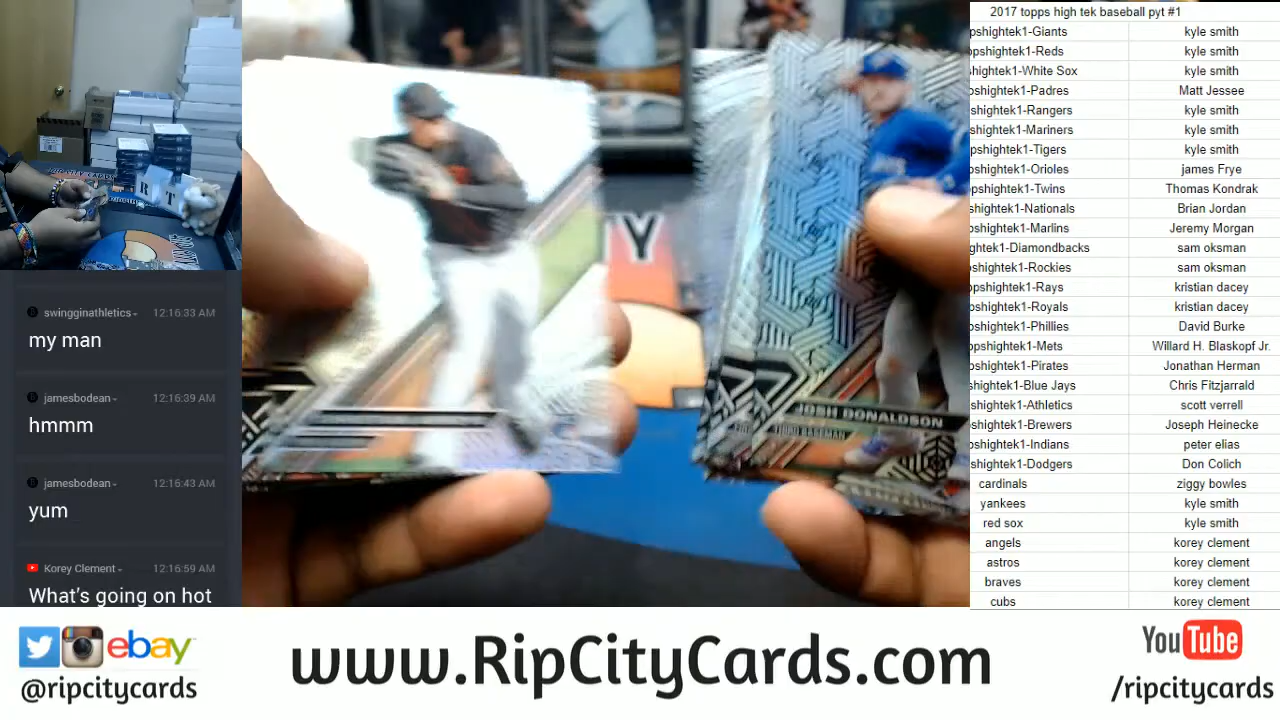 swingginathletics 12:16:33 AM
my man
jamesbodean 12:16:39 AM
hmmm
jamesbodean 12:16:43 AM
yum
Korey Clement 12:16:59 AM
What's going on hot
R T
Y
JOSH DONALDSON
THIRD BASEMAN
2017 topps high tek baseball pyt #1
pshightek1-Giants kyle smith
pshightek1-Reds kyle smith
shightek1-White Sox kyle smith
pshightek1-Padres Matt Jessee
pshightek1-Rangers kyle smith
shightek1-Mariners kyle smith
pshightek1-Tigers kyle smith
pshightek1-Orioles james Frye
pshightek1-Twins Thomas Kondrak
shightek1-Nationals Brian Jordan
pshightek1-Marlins Jeremy Morgan
ghtek1-Diamondbacks sam oksman
shightek1-Rockies sam oksman
opshightek1-Rays kristian dacey
pshightek1-Royals kristian dacey
pshightek1-Phillies David Burke
opshightek1-Mets Willard H. Blaskopf Jr.
pshightek1-Pirates Jonathan Herman
shightek1-Blue Jays Chris Fitzjarrald
shightek1-Athletics scott verrell
shightek1-Brewers Joseph Heinecke
pshightek1-Indians peter elias
shightek1-Dodgers Don Colich
cardinals ziggy bowles
yankees kyle smith
red sox kyle smith
angels korey clement
astros korey clement
braves korey clement
cubs korey clement
ebay
@ripcitycards
www.RipCityCards.com
YouTube
/ripcitycards